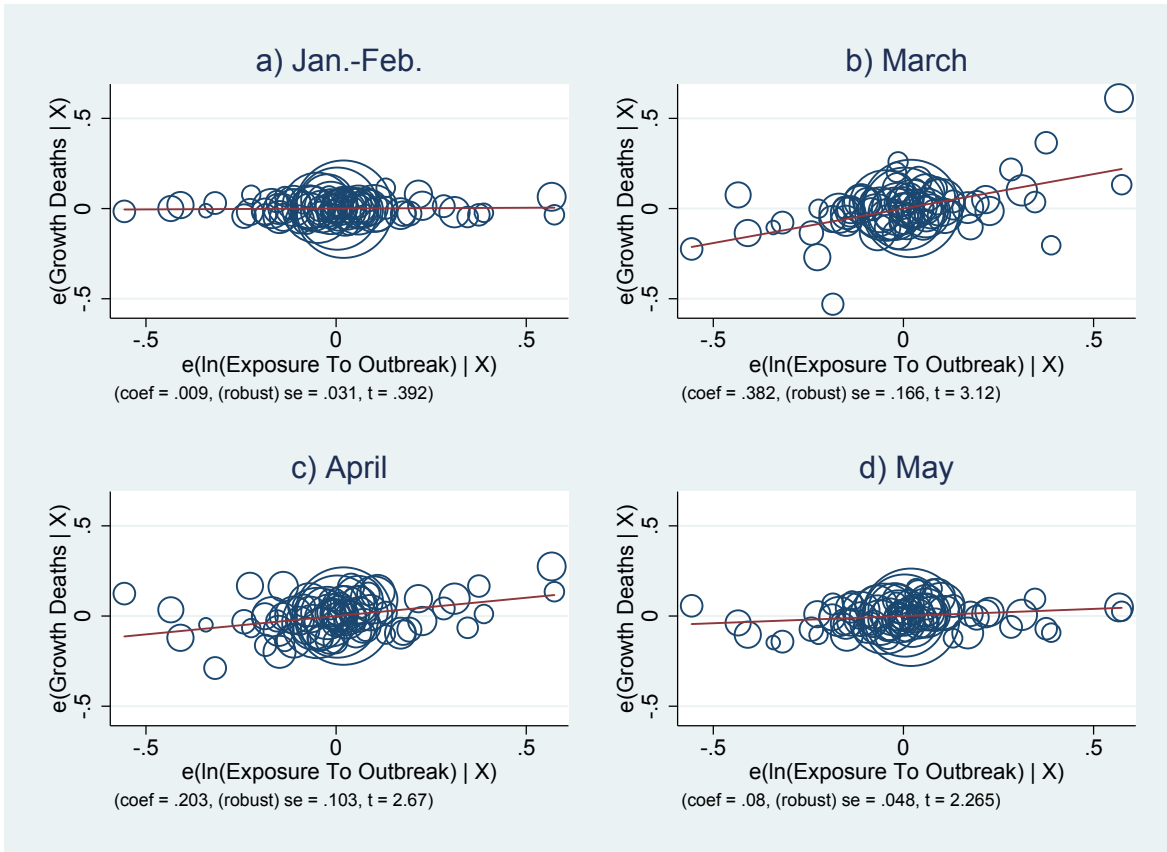 a) Jan.-Feb.
e(Growth Deaths | X)
.5
0
-.5
-.5
0
.5
e(ln(Exposure To Outbreak) | X)
(coef = .009, (robust) se = .031, t = .392)
b) March
e(Growth Deaths | X)
.5
0
-.5
-.5
0
.5
e(ln(Exposure To Outbreak) | X)
(coef = .382, (robust) se = .166, t = 3.12)
c) April
e(Growth Deaths | X)
.5
0
-.5
-.5
0
.5
e(ln(Exposure To Outbreak) | X)
(coef = .203, (robust) se = .103, t = 2.67)
d) May
e(Growth Deaths | X)
.5
0
-.5
-.5
0
.5
e(ln(Exposure To Outbreak) | X)
(coef = .08, (robust) se = .048, t = 2.265)